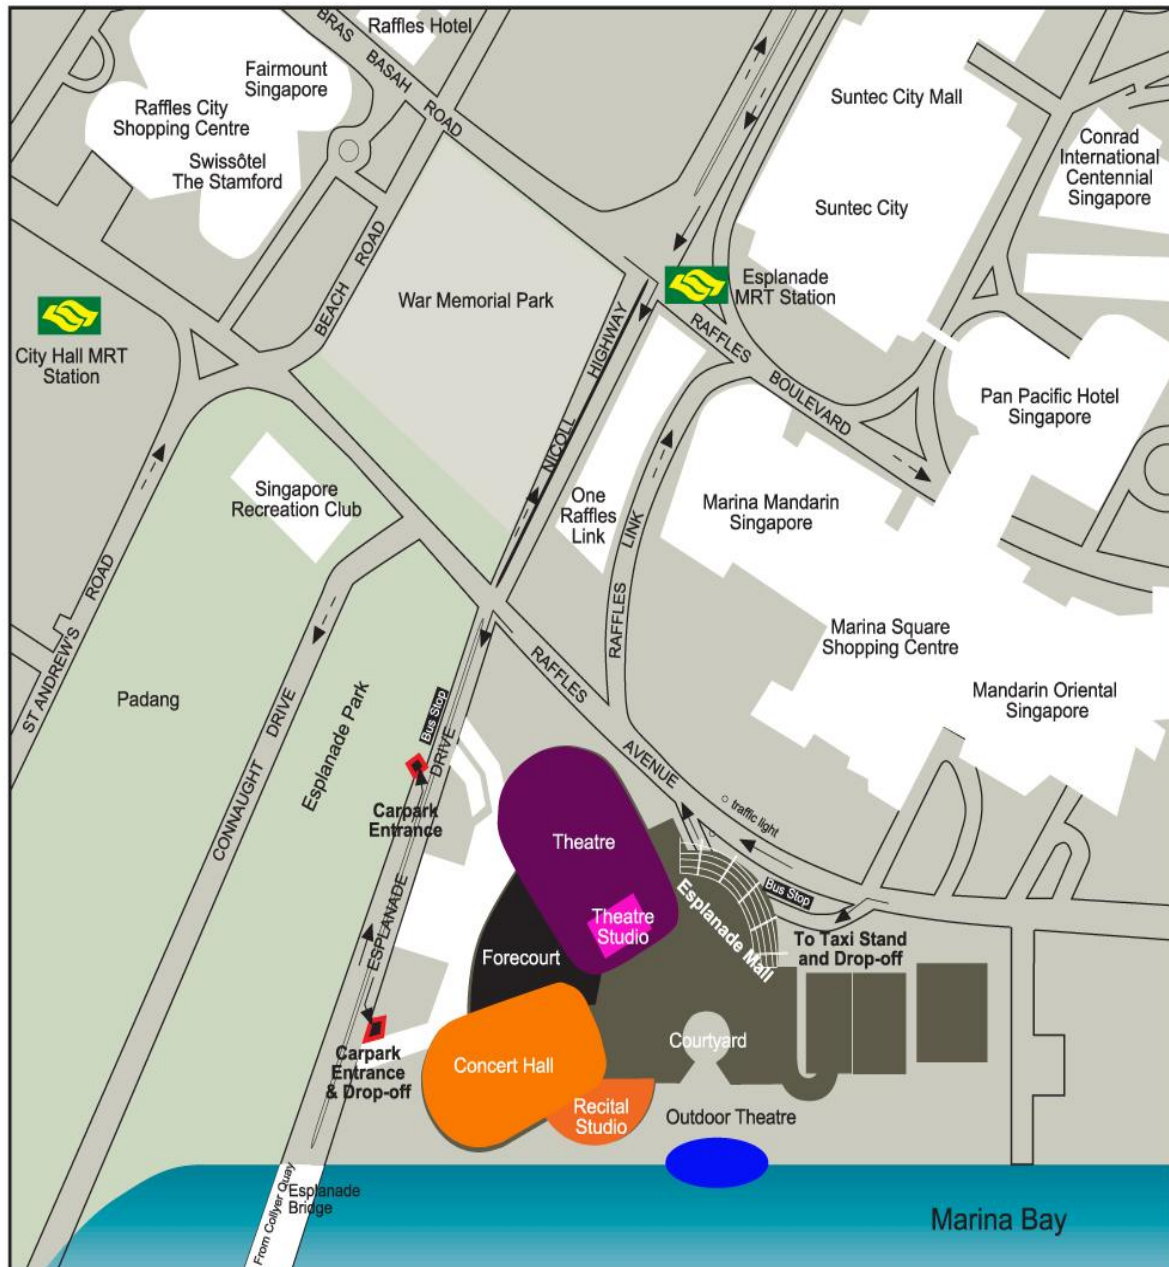 Raffles Hotel
BRAS
BASAH
ROAD
Fairmount
Singapore
Raffles City
Shopping Centre
Swissôtel
The Stamford
Suntec City Mall
Suntec City
Conrad
International
Centennial
Singapore
BEACH ROAD
War Memorial Park
City Hall MRT
Station
Esplanade
MRT Station
NICOLL HIGHWAY
RAFFLES
BOULEVARD
Pan Pacific Hotel
Singapore
Singapore
Recreation Club
One
Raffles
Link
RAFFLES LINK
Marina Mandarin
Singapore
Marina Square
Shopping Centre
Mandarin Oriental
Singapore
ST ANDREW'S ROAD
Padang
CONNAUGHT DRIVE
Esplanade Park
Bus Stop
ESPLANADE DRIVE
RAFFLES
AVENUE
Carpark
Entrance
traffic light
Theatre
Theatre
Studio
Esplanade Mall
Bus Stop
To Taxi Stand
and Drop-off
Forecourt
Carpark
Entrance
& Drop-off
Concert Hall
Courtyard
Recital
Studio
Outdoor Theatre
From Collyer Quay
Esplanade
Bridge
Marina Bay